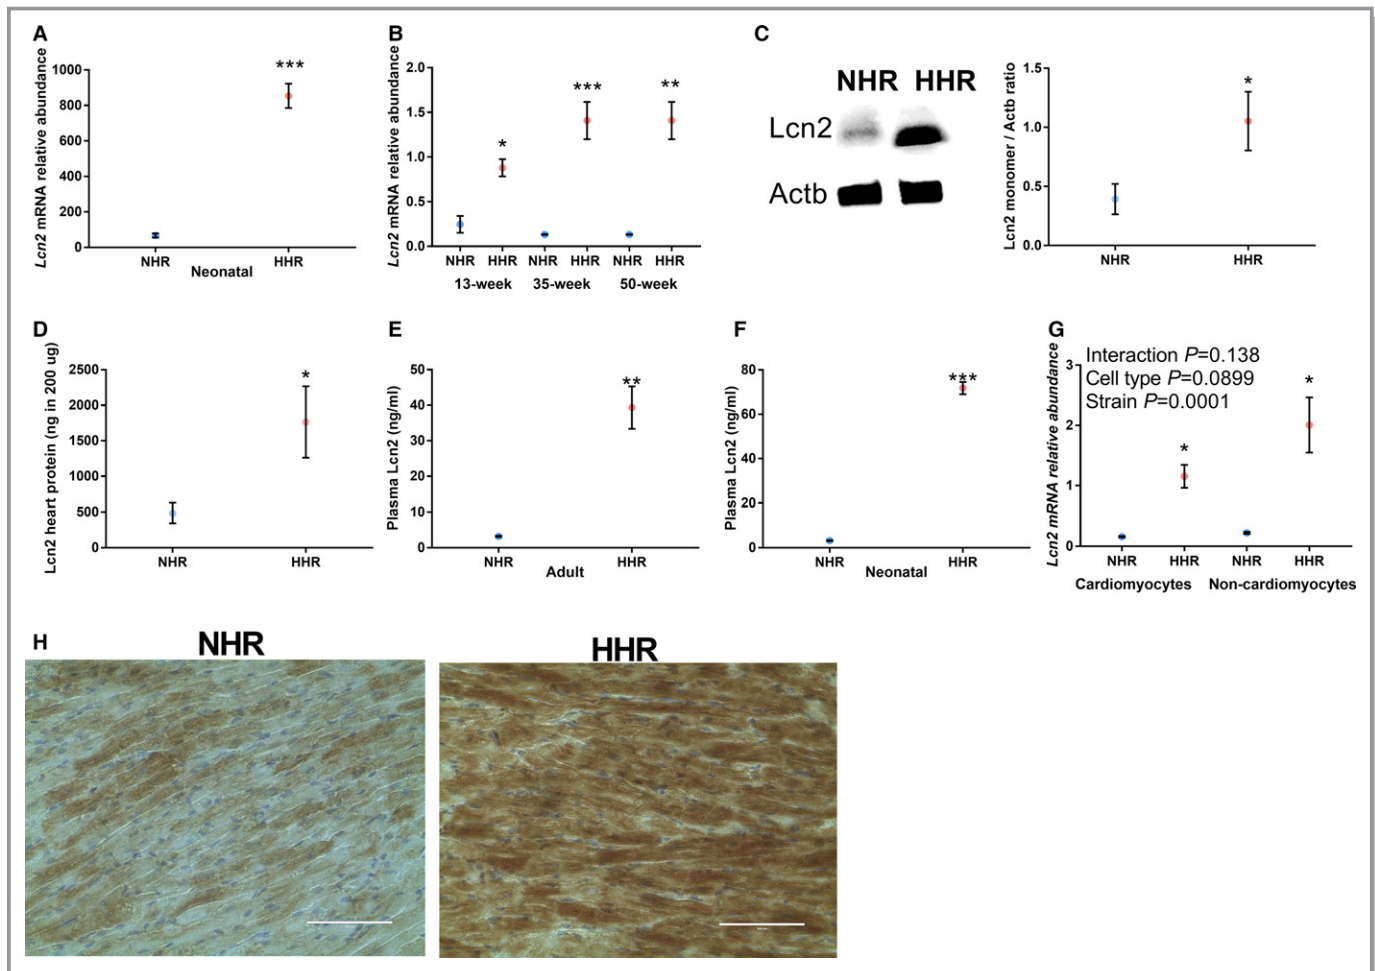 A
Lcn2 mRNA relative abundance
1000
800
600
400
200
0
***
NHR
HHR
Neonatal
B
Lcn2 mRNA relative abundance
2.0
1.5
1.0
0.5
0.0
*
***
**
NHR HHR NHR HHR NHR HHR
13-week 35-week 50-week
C
NHR HHR
Lcn2
Actb
Lcn2 monomer / Actb ratio
1.5
1.0
0.5
0.0
*
NHR
HHR
D
Lcn2 heart protein (ng in 200 ug)
2500
2000
1500
1000
500
0
*
NHR
HHR
E
Plasma Lcn2 (ng/ml)
50
40
30
20
10
0
**
NHR
HHR
Adult
F
Plasma Lcn2 (ng/ml)
80
60
40
20
0
***
NHR
HHR
Neonatal
G
Lcn2 mRNA relative abundance
3
2
1
0
Interaction P=0.138
Cell type P=0.0899
Strain P=0.0001
*
*
NHR HHR NHR HHR
Cardiomyocytes Non-cardiomyocytes
H
NHR
HHR